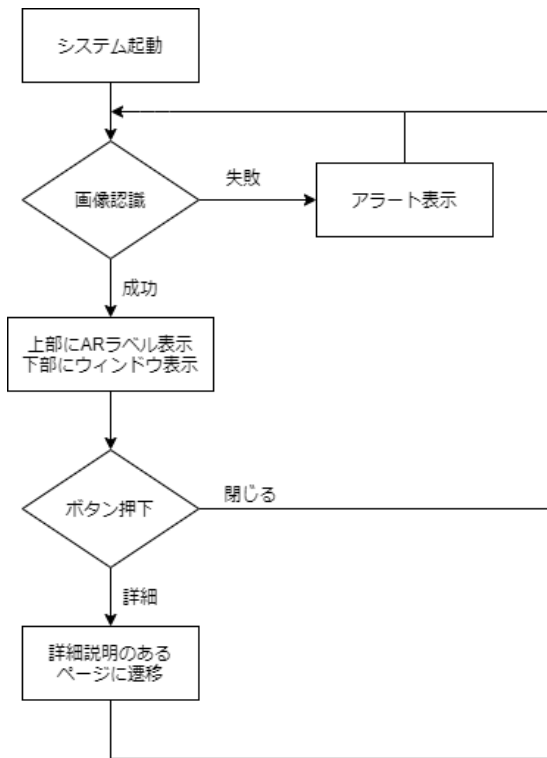 システム起動
画像認識
失敗
アラート表示
成功
上部にARラベル表示
下部にウィンドウ表示
ボタン押下
閉じる
詳細
詳細説明のある
ページに遷移